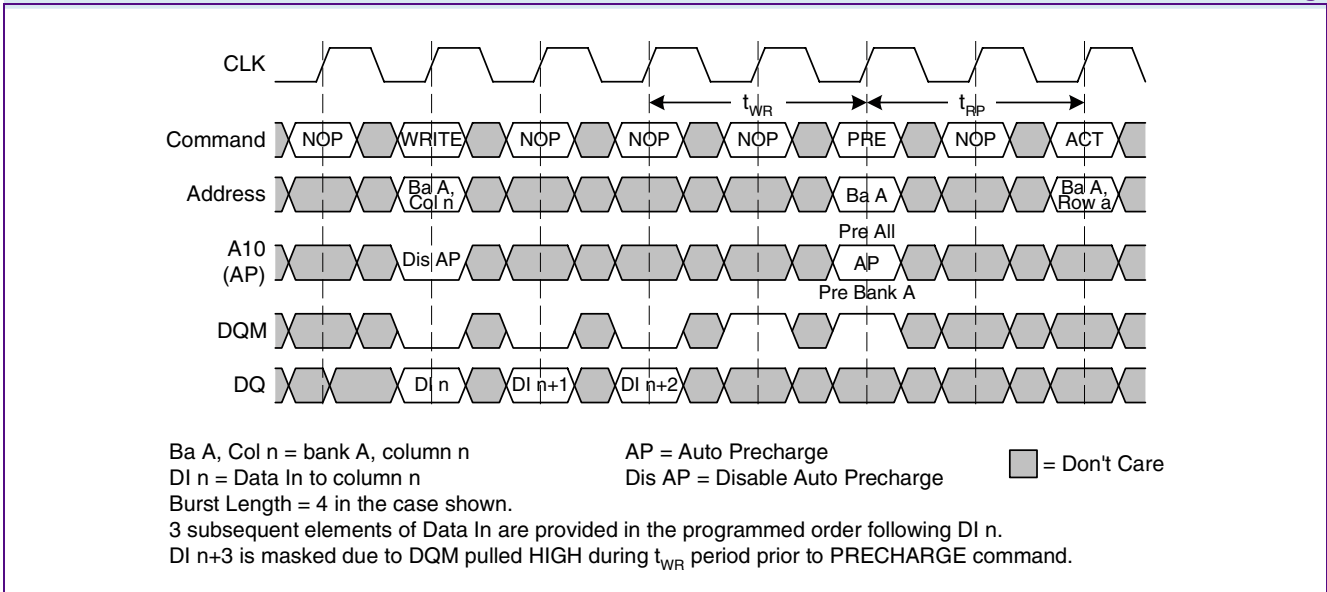 CLK
t_WR t_RP
Command NOP WRITE NOP NOP NOP PRE NOP ACT
Address Ba A, Col n Ba A Ba A, Row a
Pre All
A10 (AP) Dis AP AP
Pre Bank A
DQM
DQ DI n DI n+1 DI n+2
Ba A, Col n = bank A, column n AP = Auto Precharge = Don't Care
DI n = Data In to column n Dis AP = Disable Auto Precharge
Burst Length = 4 in the case shown.
3 subsequent elements of Data In are provided in the programmed order following DI n.
DI n+3 is masked due to DQM pulled HIGH during t_WR period prior to PRECHARGE command.